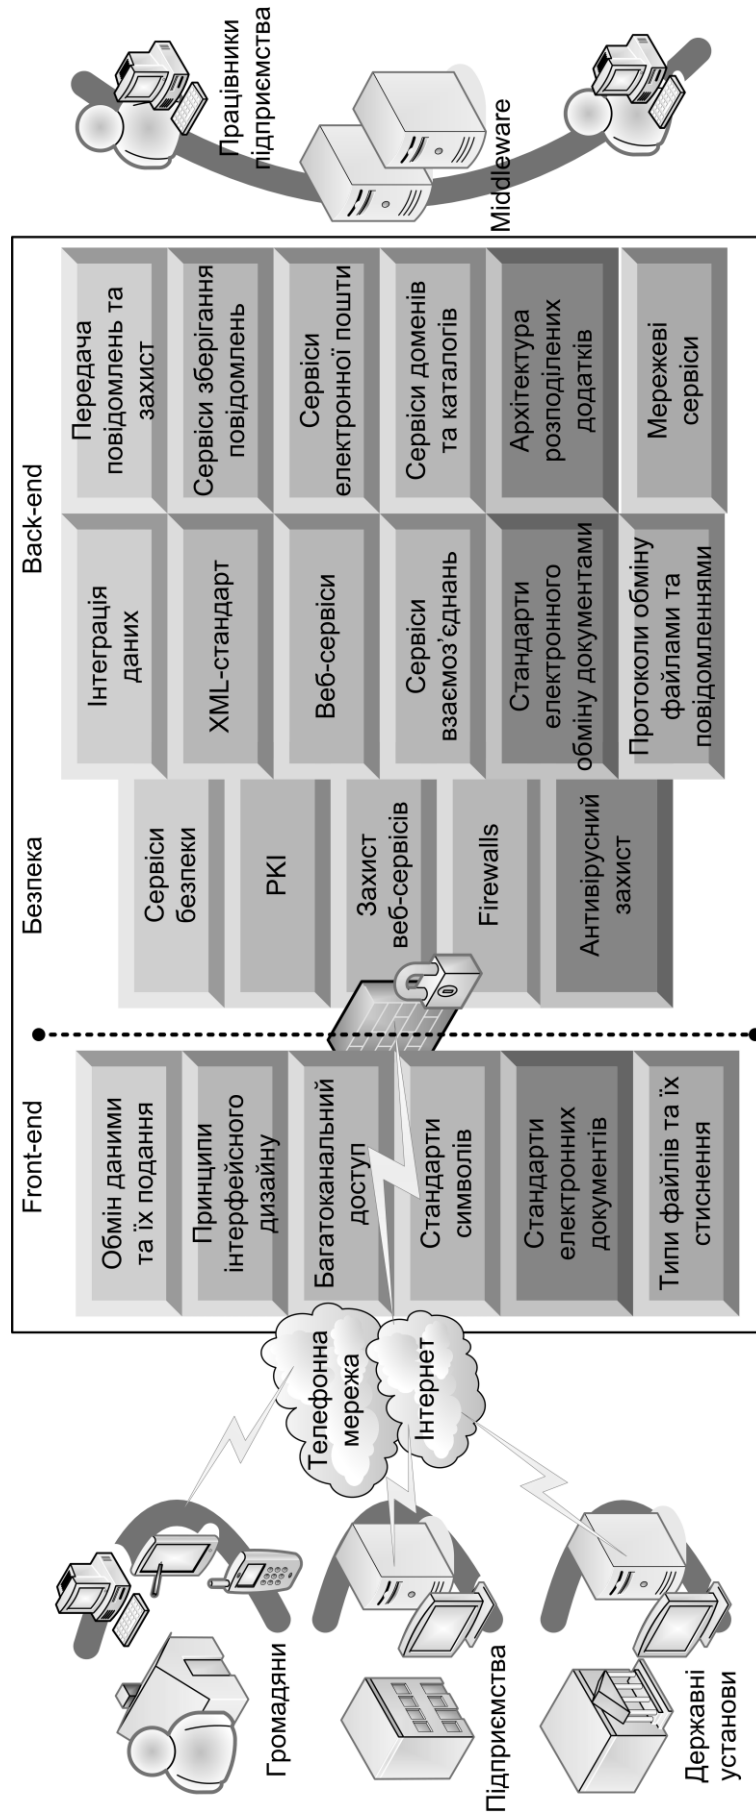 Громадяни
Підприємства
Державні
установи
Телефонна
мережа
Інтернет
Front-end
Обмін даними
та їх подання
Принципи
інтерфейсного
дизайну
Багатоканальний
доступ
Стандарти
символів
Стандарти
електронних
документів
Типи файлів та їх
стиснення
Безпека
Сервіси
безпеки
PKI
Захист
веб-сервісів
Firewalls
Антивірусний
захист
Back-end
Інтеграція
даних
XML-стандарт
Веб-сервіси
Сервіси
взаємоз’єднань
Стандарти
електронного
обміну документами
Протоколи обміну
файлами та
повідомленнями
Передача
повідомлень та
захист
Сервіси зберігання
повідомлень
Сервіси
електронної пошти
Сервіси доменів
та каталогів
Архітектура
розподілених
додатків
Мережеві
сервіси
Працівники
підприємства
Middleware